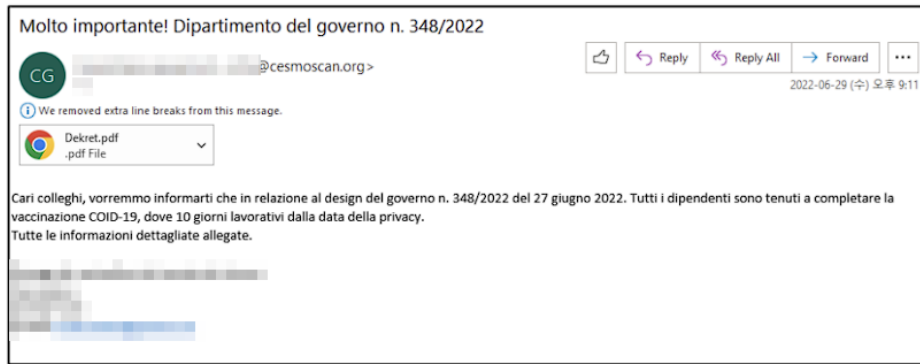 Molto importante! Dipartimento del governo n. 348/2022
CG
@cesmoscan.org>
Reply
Reply All
Forward
2022-06-29 (수) 오후 9:11
We removed extra line breaks from this message.
Dekret.pdf
.pdf File
Cari colleghi, vorremmo informarti che in relazione al design del governo n. 348/2022 del 27 giugno 2022. Tutti i dipendenti sono tenuti a completare la
vaccinazione COID-19, dove 10 giorni lavorativi dalla data della privacy.
Tutte le informazioni dettagliate allegate.